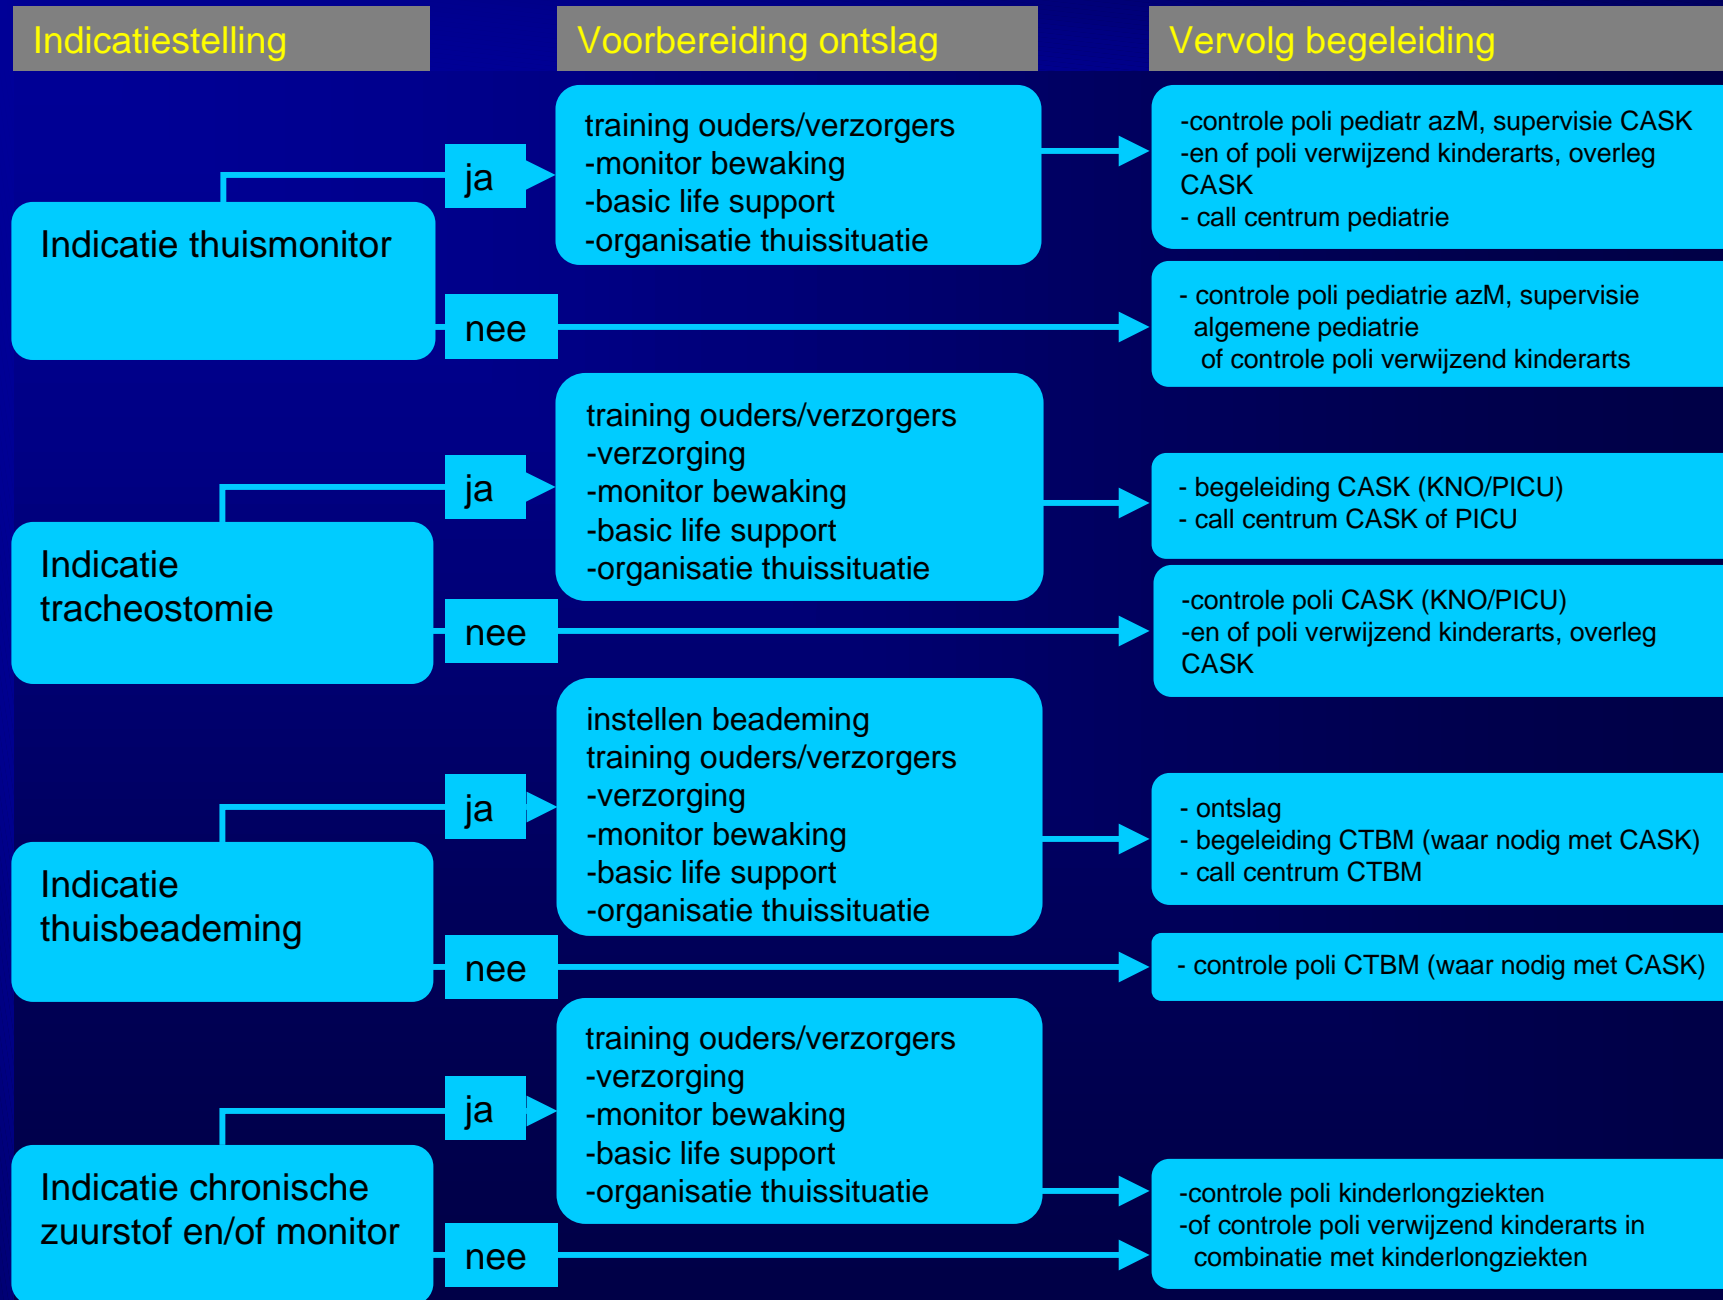 Indicatiestelling
Voorbereiding ontslag
Vervolg begeleiding
Indicatie thuismonitor
ja
training ouders/verzorgers
-monitor bewaking
-basic life support
-organisatie thuissituatie
-controle poli pediatr azM, supervisie CASK
-en of poli verwijzend kinderarts, overleg
CASK
- call centrum pediatrie
nee
- controle poli pediatrie azM, supervisie
algemene pediatrie
of controle poli verwijzend kinderarts
Indicatie
tracheostomie
ja
training ouders/verzorgers
-verzorging
-monitor bewaking
-basic life support
-organisatie thuissituatie
- begeleiding CASK (KNO/PICU)
- call centrum CASK of PICU
nee
-controle poli CASK (KNO/PICU)
-en of poli verwijzend kinderarts, overleg
CASK
Indicatie
thuisbeademing
ja
instellen beademing
training ouders/verzorgers
-verzorging
-monitor bewaking
-basic life support
-organisatie thuissituatie
- ontslag
- begeleiding CTBM (waar nodig met CASK)
- call centrum CTBM
nee
- controle poli CTBM (waar nodig met CASK)
Indicatie chronische
zuurstof en/of monitor
ja
training ouders/verzorgers
-verzorging
-monitor bewaking
-basic life support
-organisatie thuissituatie
nee
-controle poli kinderlongziekten
-of controle poli verwijzend kinderarts in
combinatie met kinderlongziekten